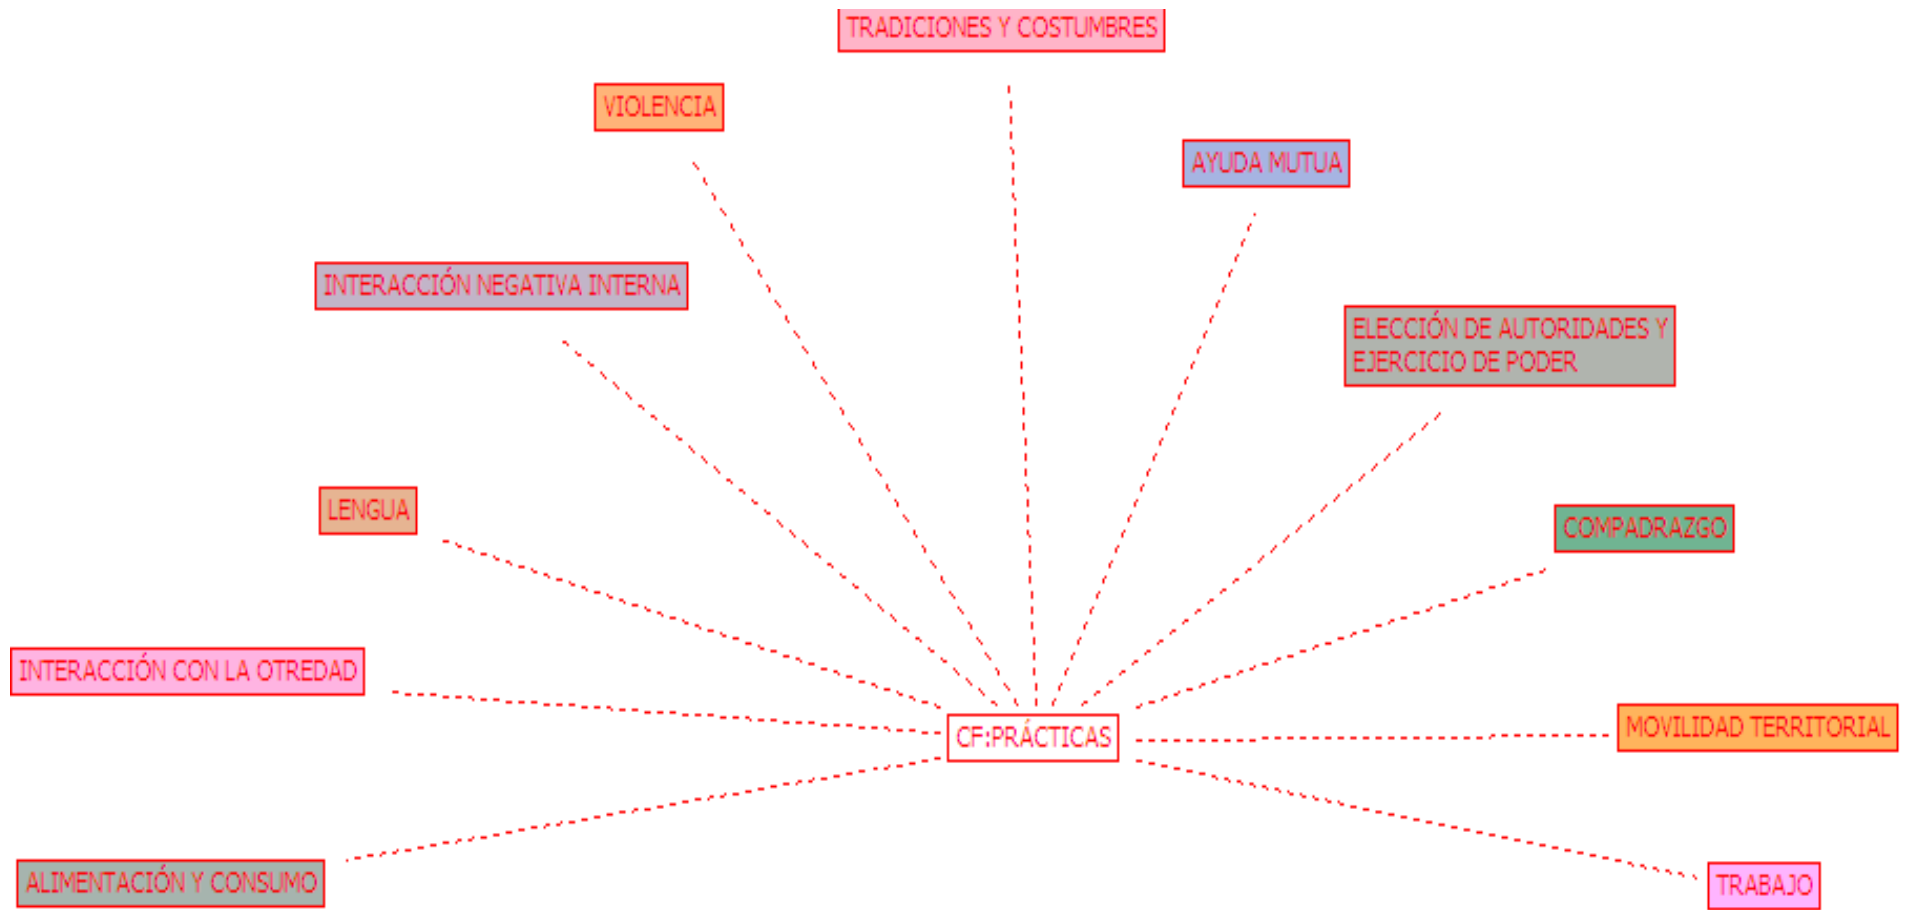 TRADICIONES Y COSTUMBRES
VIOLENCIA
AYUDA MUTUA
INTERACCIÓN NEGATIVA INTERNA
ELECCIÓN DE AUTORIDADES Y
EJERCICIO DE PODER
LENGUA
COMPADRAZGO
INTERACCIÓN CON LA OTREDAD
MOVILIDAD TERRITORIAL
CF:PRÁCTICAS
ALIMENTACIÓN Y CONSUMO
TRABAJO